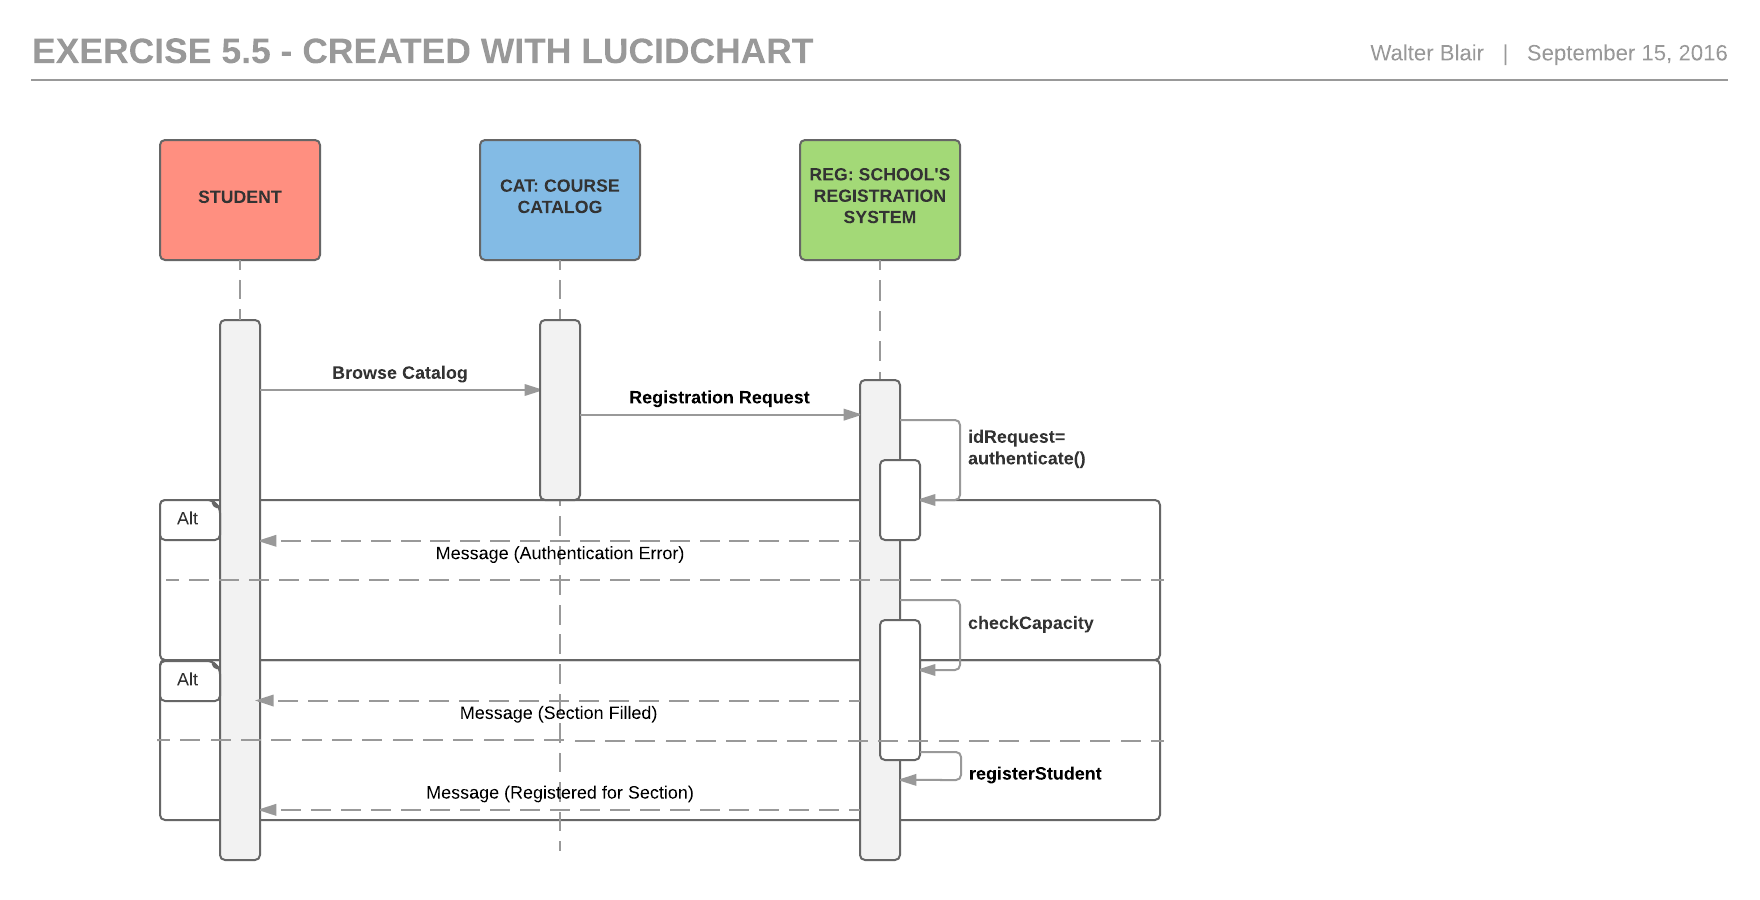 EXERCISE 5.5 - CREATED WITH LUCIDCHART
Walter Blair | September 15, 2016
STUDENT
CAT: COURSE
CATALOG
REG: SCHOOL'S
REGISTRATION
SYSTEM
Browse Catalog
Registration Request
idRequest=
authenticate()
Alt
Message (Authentication Error)
checkCapacity
Alt
Message (Section Filled)
registerStudent
Message (Registered for Section)